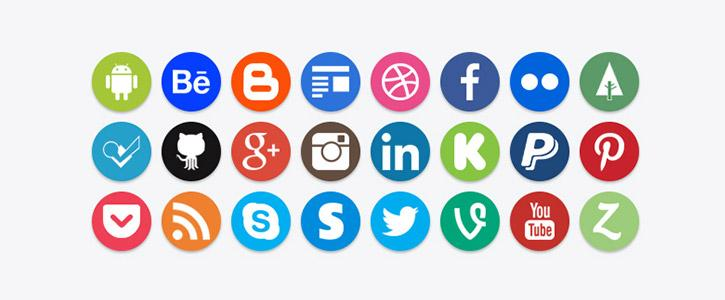 Bē B f
g+ in K P P
S S You
Tube Z